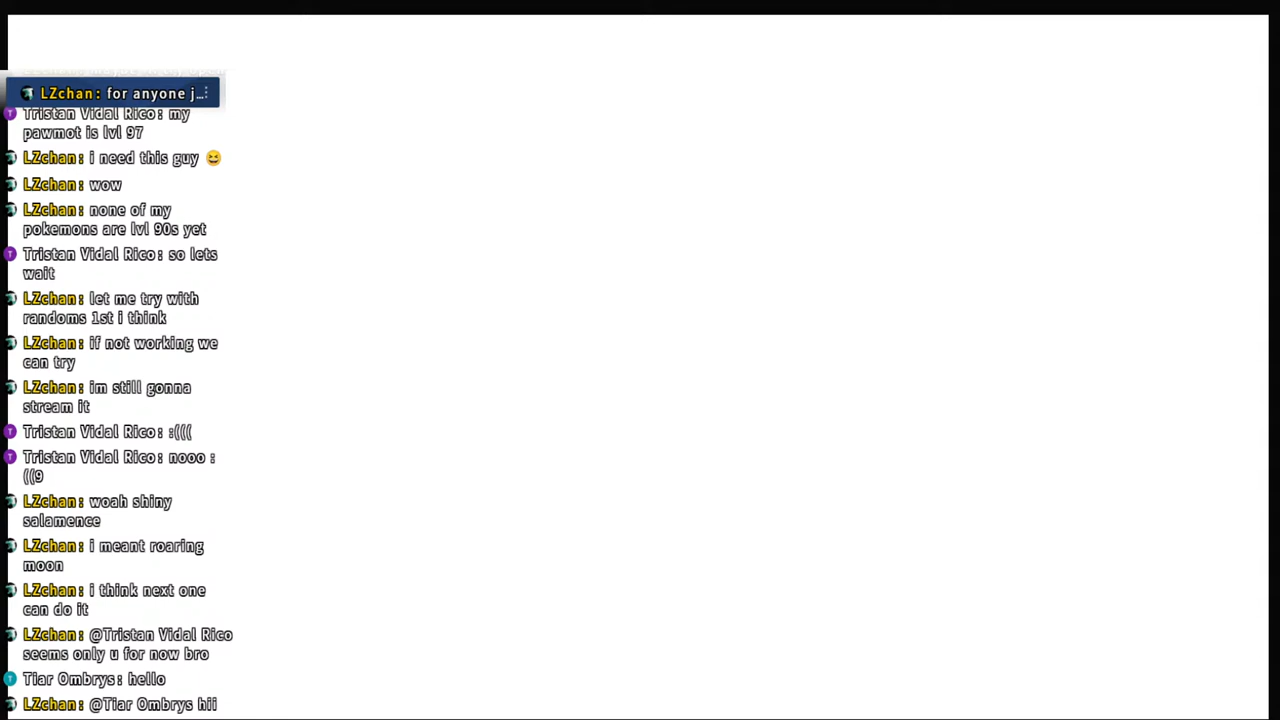 LZchan: for anyone j…
Tristan Vidal Rico: my
pawmot is lvl 97
LZchan: i need this guy 😆
LZchan: wow
LZchan: none of my
pokemons are lvl 90s yet
Tristan Vidal Rico: so lets
wait
LZchan: let me try with
randoms 1st i think
LZchan: if not working we
can try
LZchan: im still gonna
stream it
Tristan Vidal Rico: :(((
Tristan Vidal Rico: nooo :
((9
LZchan: woah shiny
salamence
LZchan: i meant roaring
moon
LZchan: i think next one
can do it
LZchan: @Tristan Vidal Rico
seems only u for now bro
Tiar Ombrys: hello
LZchan: @Tiar Ombrys hii